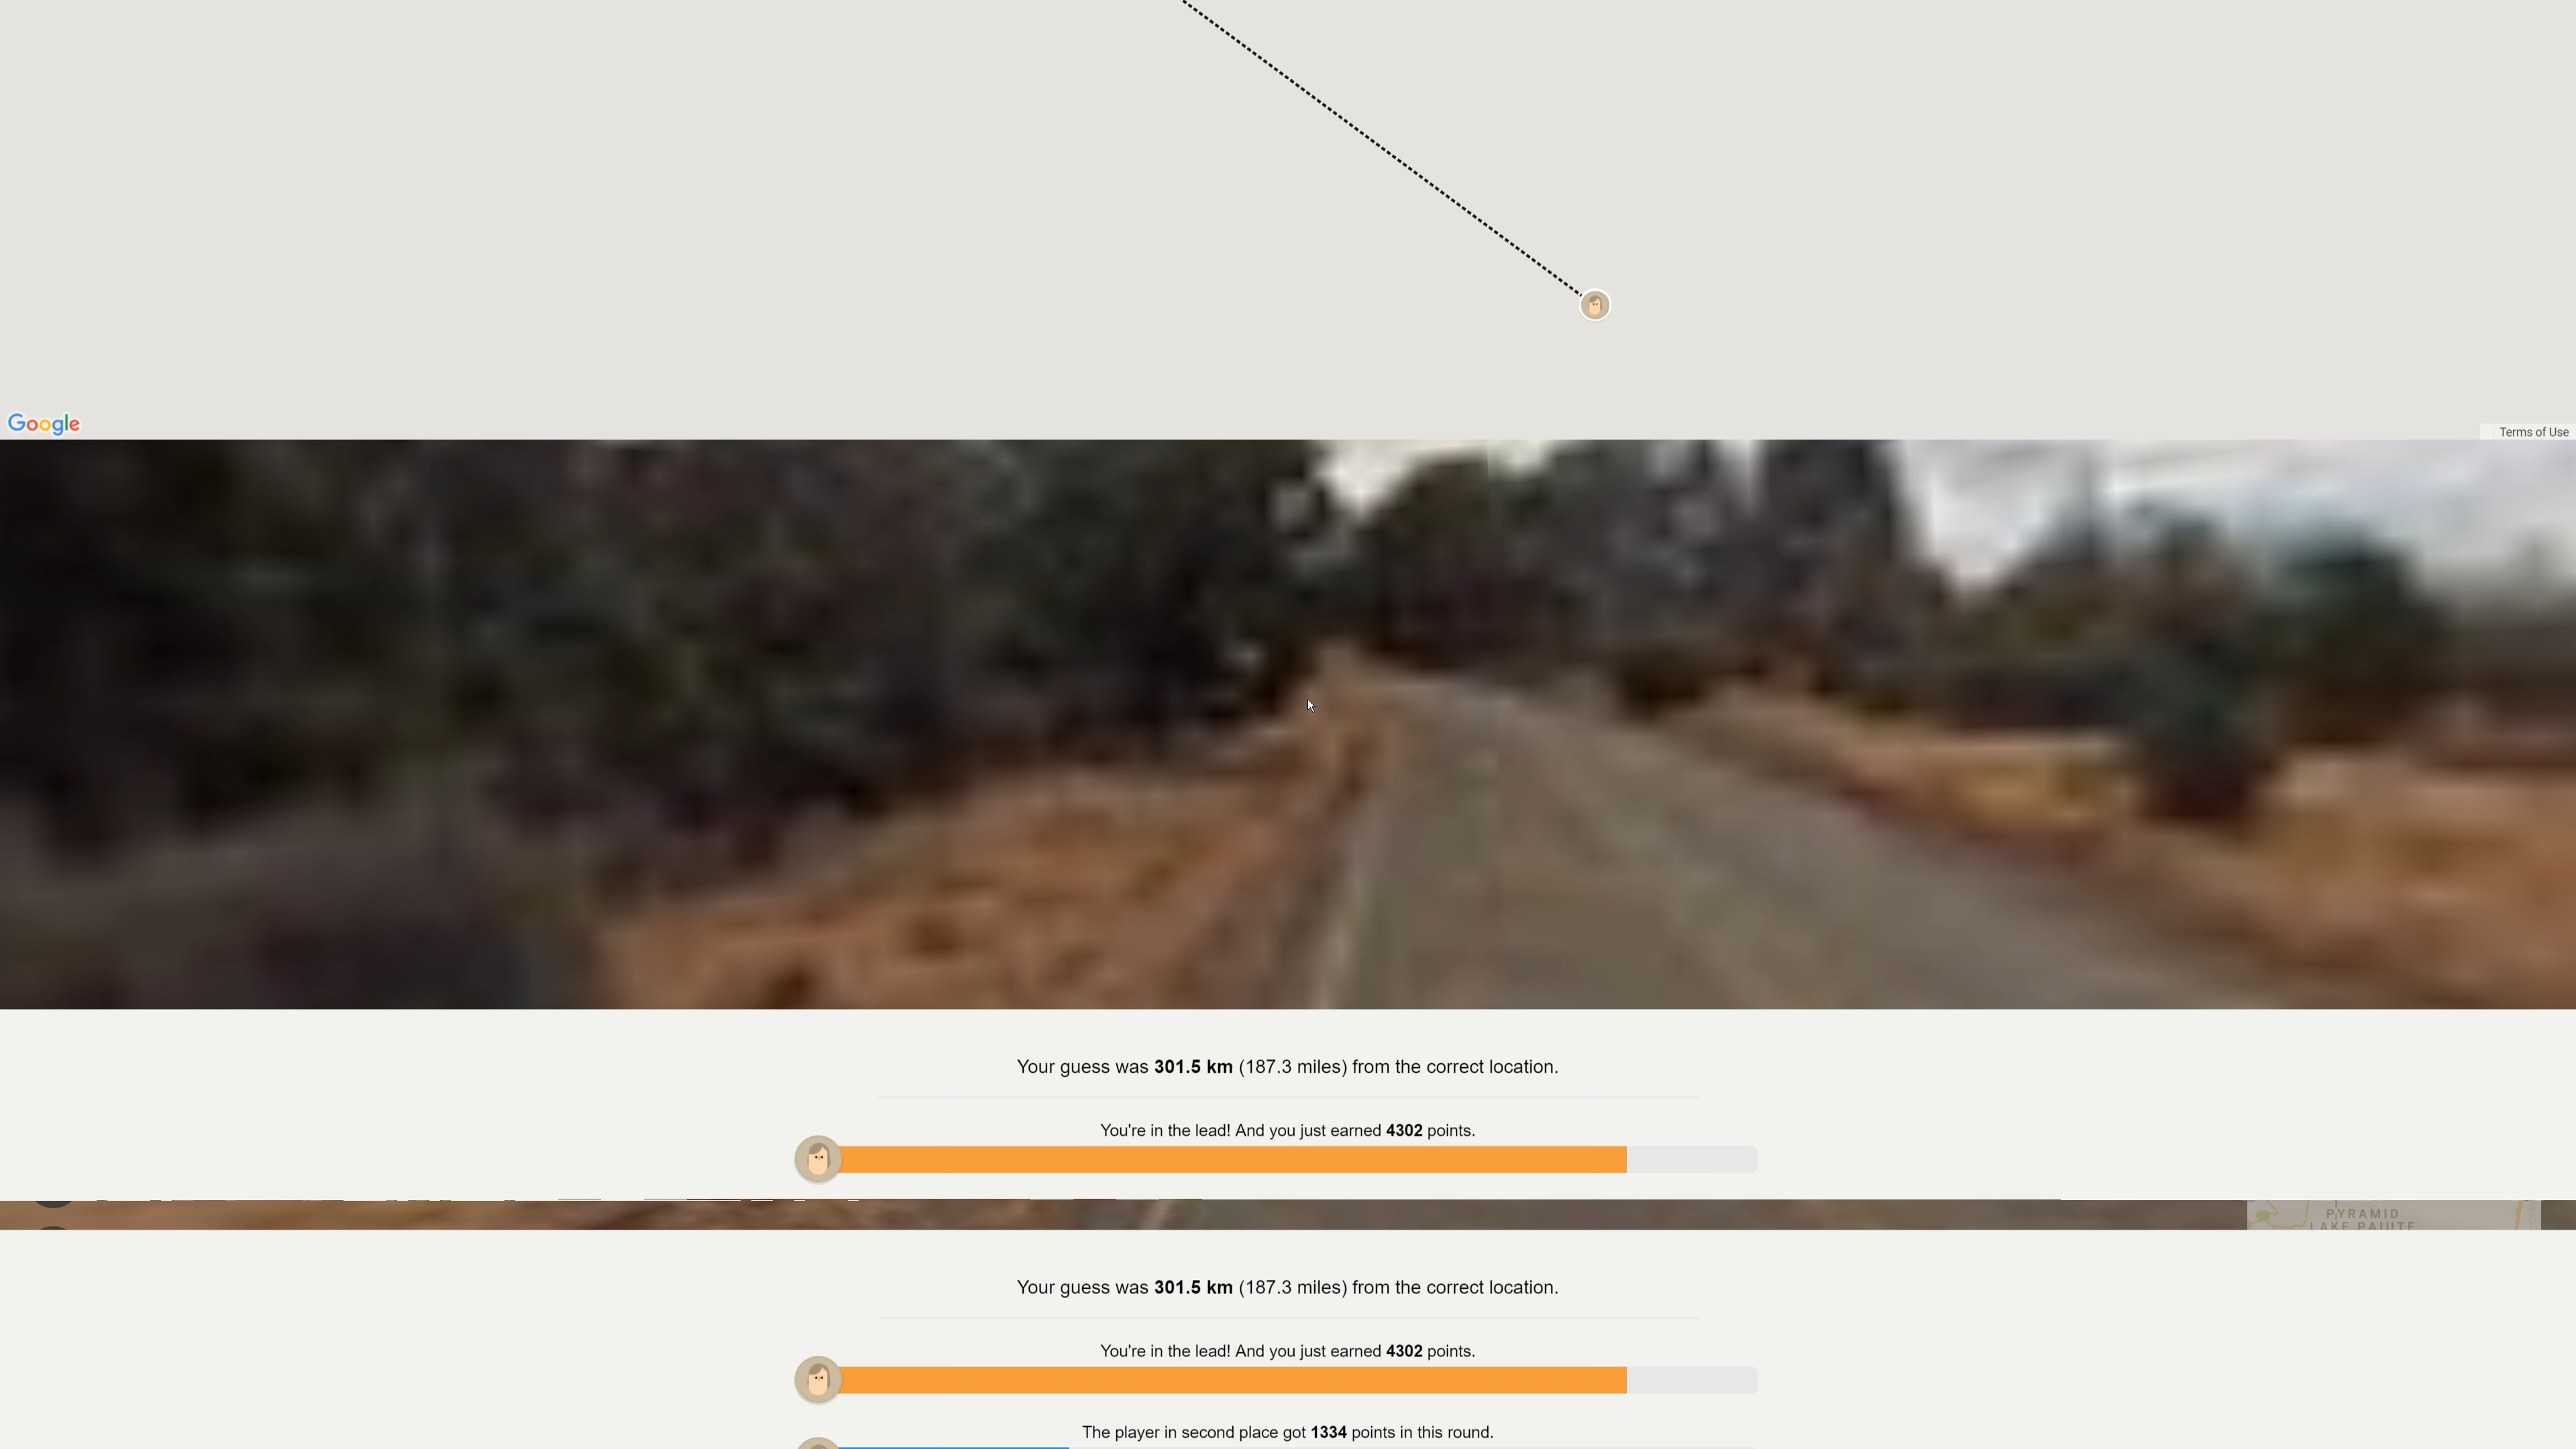 Google
Terms of Use
Your guess was 301.5 km (187.3 miles) from the correct location.
You're in the lead! And you just earned 4302 points.
PYRAMID
LAKE PAIUTE
Your guess was 301.5 km (187.3 miles) from the correct location.
You're in the lead! And you just earned 4302 points.
The player in second place got 1334 points in this round.